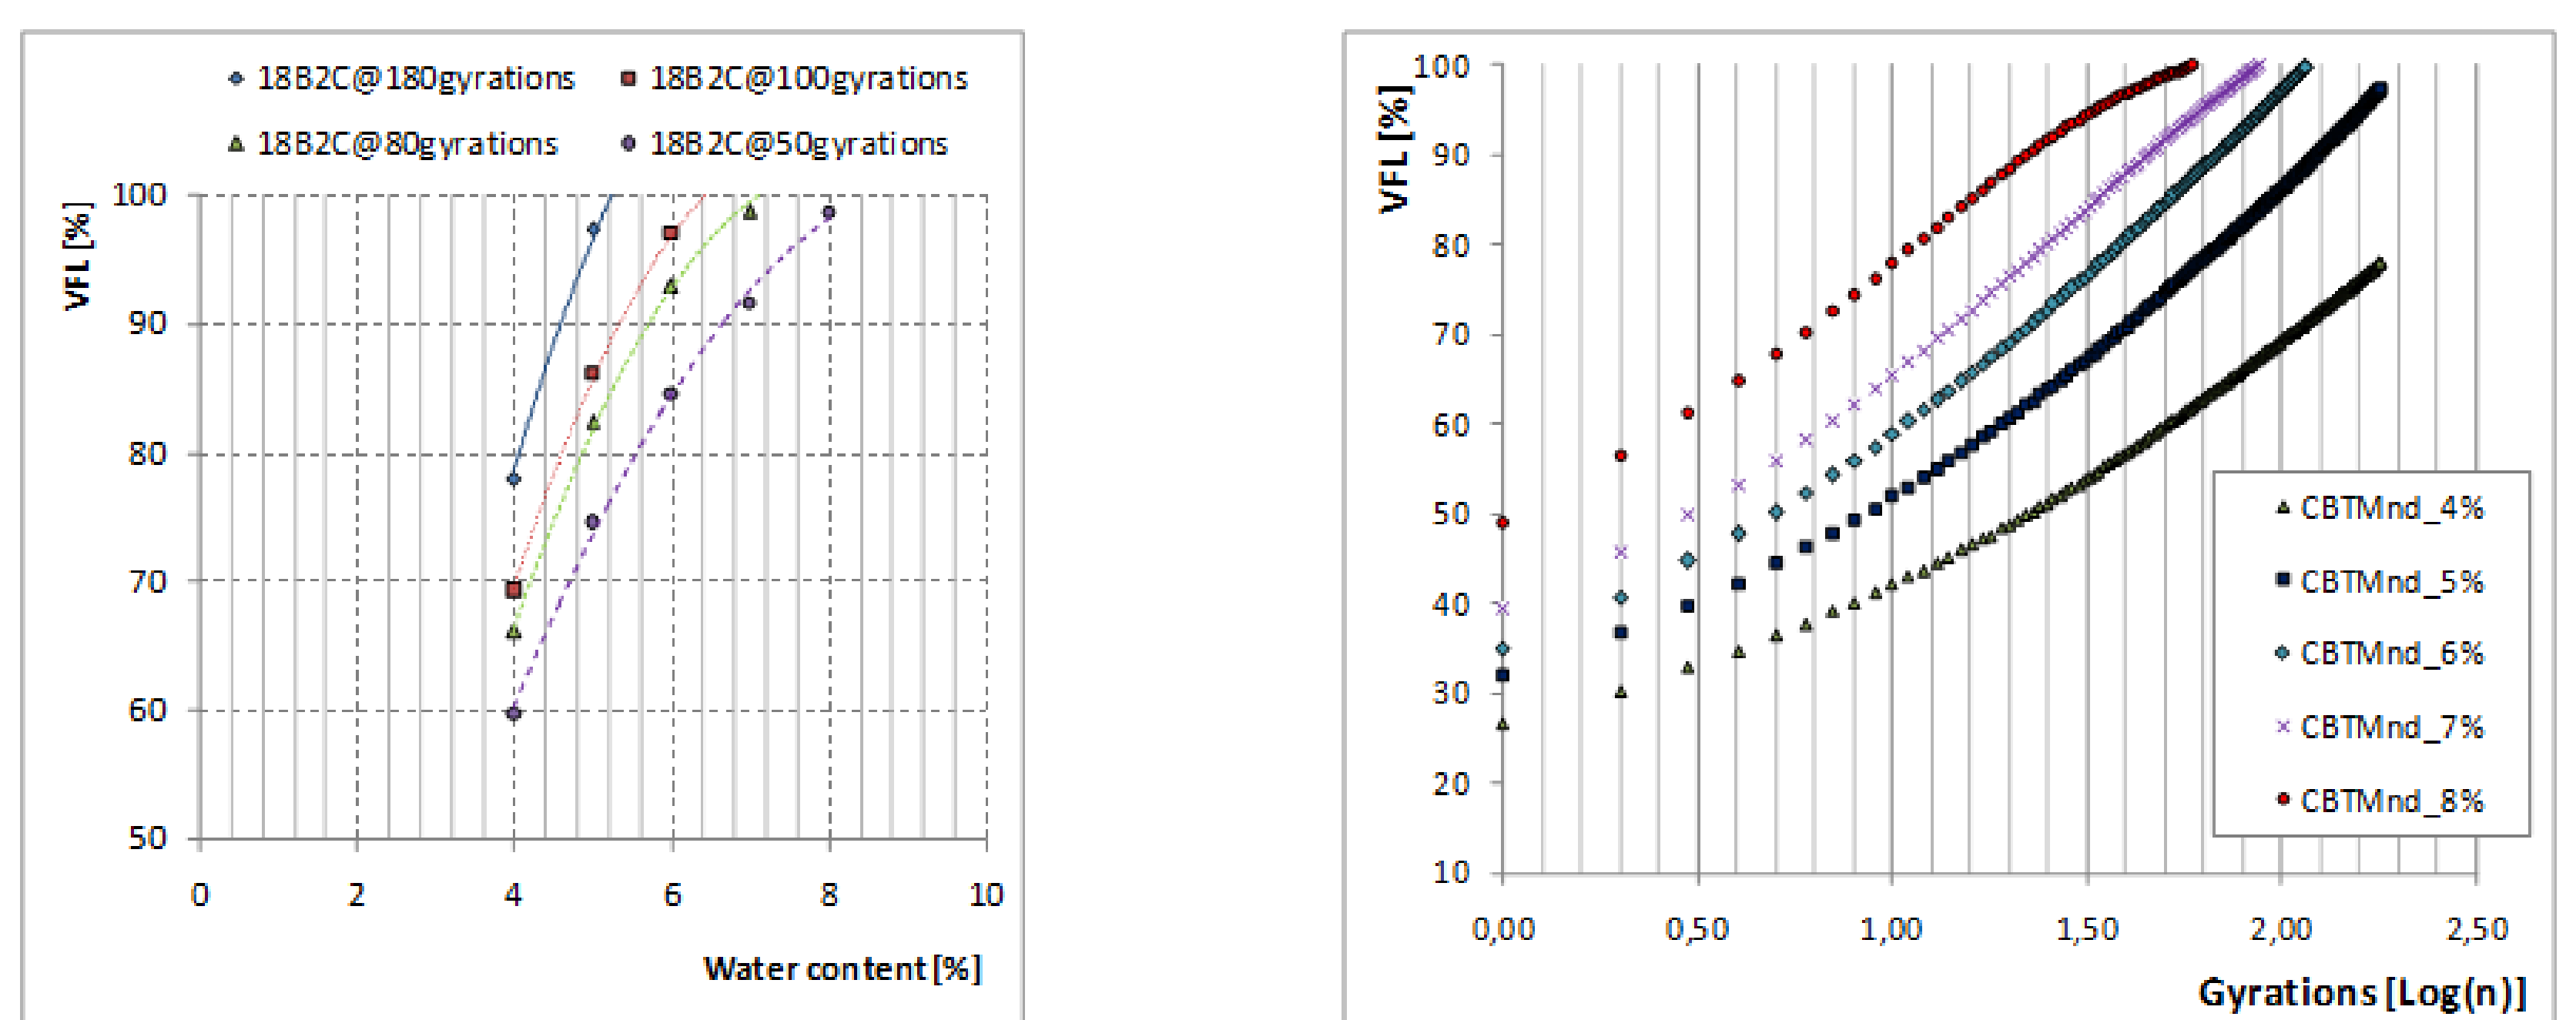 18B2C@180gyrations 18B2C@100gyrations
18B2C@80gyrations 18B2C@50gyrations
VFL [%]
100
90
80
70
60
50
0 2 4 6 8 10
Water content [%]
VFL [%]
100
90
80
70
60
50
40
30
20
10
0,00 0,50 1,00 1,50 2,00 2,50
Gyrations [Log(n)]
CBTMnd_4%
CBTMnd_5%
CBTMnd_6%
CBTMnd_7%
CBTMnd_8%